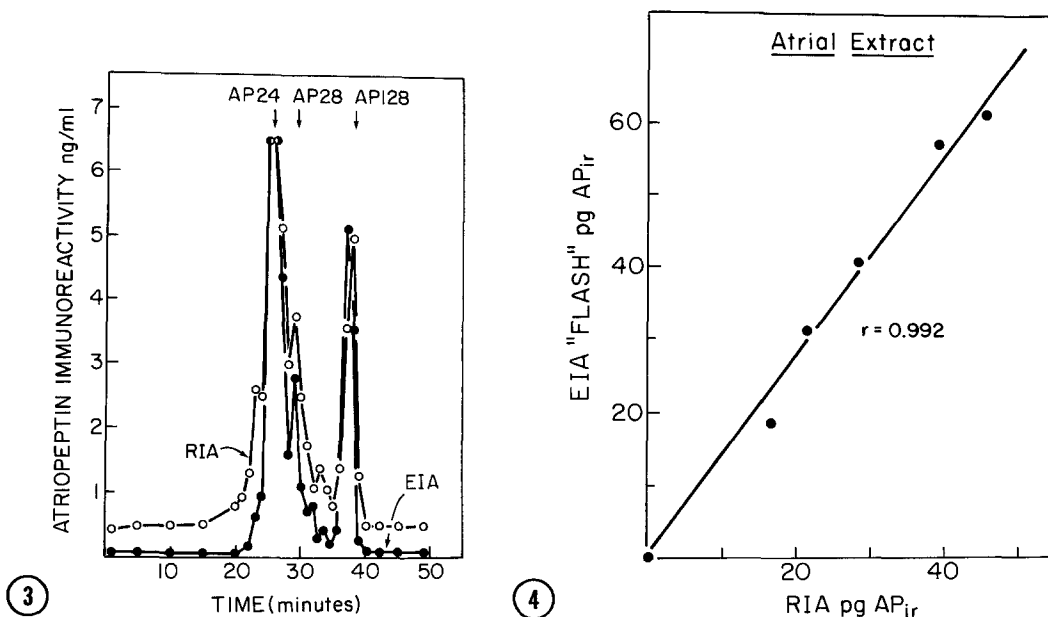 ATRIOPEPTIN IMMUNOREACTIVITY ng/ml
7
6
5
4
3
2
1
AP24
AP28
AP128
RIA
EIA
10
20
30
40
50
TIME (minutes)
3
Atrial Extract
EIA "FLASH" pg APir
60
40
20
0
r = 0.992
20
40
RIA pg APir
4